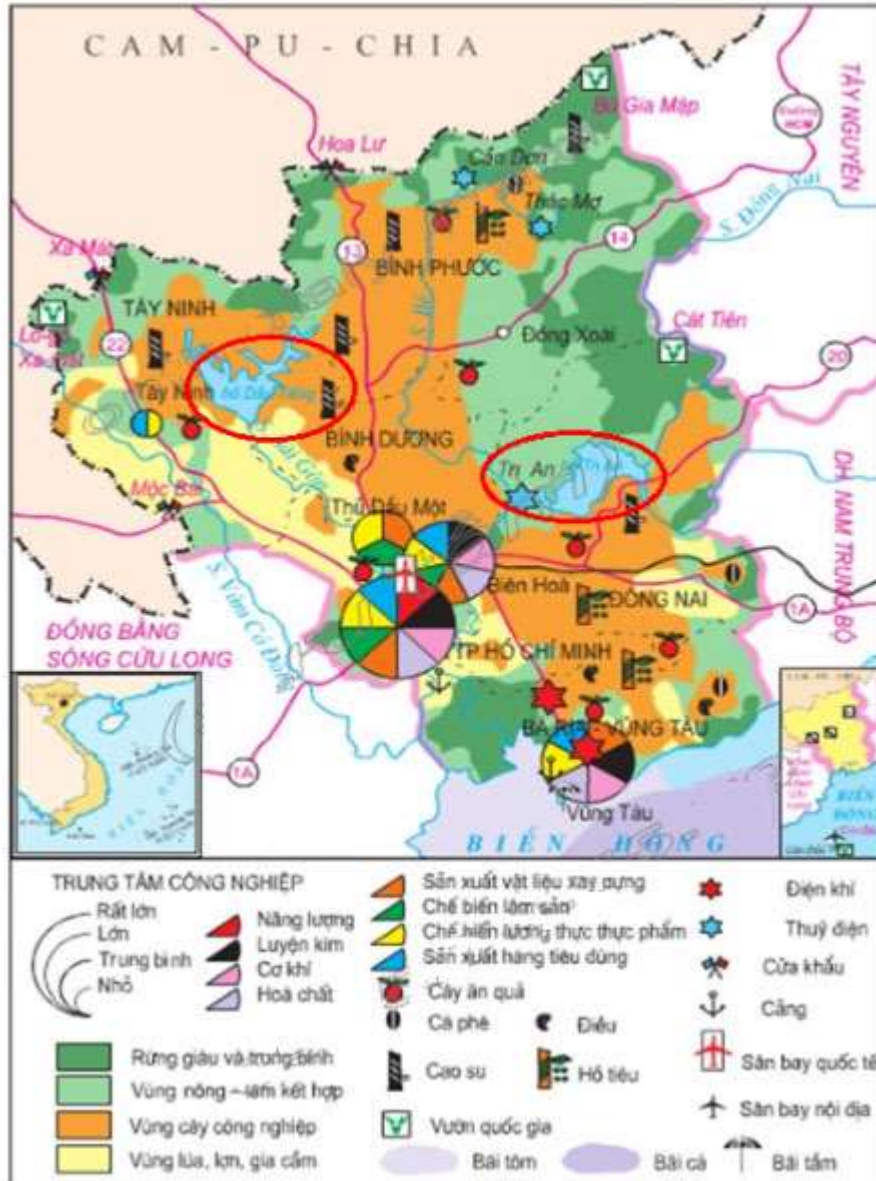 CAM - PU - CHIA
TÂY NGUYÊN
Bù Gia Mập
HCM
Hoa Lư
Cần Đơn
Thác Mơ
S. Đồng Nai
13
14
Xa Mát
BÌNH PHƯỚC
TÂY NINH
Đồng Xoài
Cát Tiên
22
20
Tây Ninh
BÌNH DƯƠNG
Trị An
Mộc Bài
Thủ Dầu Một
DH. NAM TRUNG BỘ
Biên Hoà
S. Vàm Cỏ Đông
ĐỒNG NAI
1A
ĐỒNG BẰNG
SÔNG CỬU LONG
TP HỒ CHÍ MINH
BÀ RỊA - VŨNG TÀU
1A
Vũng Tàu
BIỂN ĐÔNG
BIỂN
ĐÔNG
TRUNG TÂM CÔNG NGHIỆP
Rất lớn
Lớn
Trung bình
Nhỏ
Năng lượng
Luyện kim
Cơ khí
Hoá chất
Sản xuất vật liệu xây dựng
Chế biến lâm sản
Chế biến lương thực thực phẩm
Sản xuất hàng tiêu dùng
Cây ăn quả
Cà phê
Điều
Cao su
Hồ tiêu
Vườn quốc gia
Điện khí
Thuỷ điện
Cửa khẩu
Cảng
Sân bay quốc tế
Sân bay nội địa
Rừng giàu và trung bình
Vùng nông – lâm kết hợp
Vùng cây công nghiệp
Vùng lúa, lợn, gia cầm
Bãi tôm
Bãi cá
Bãi tắm